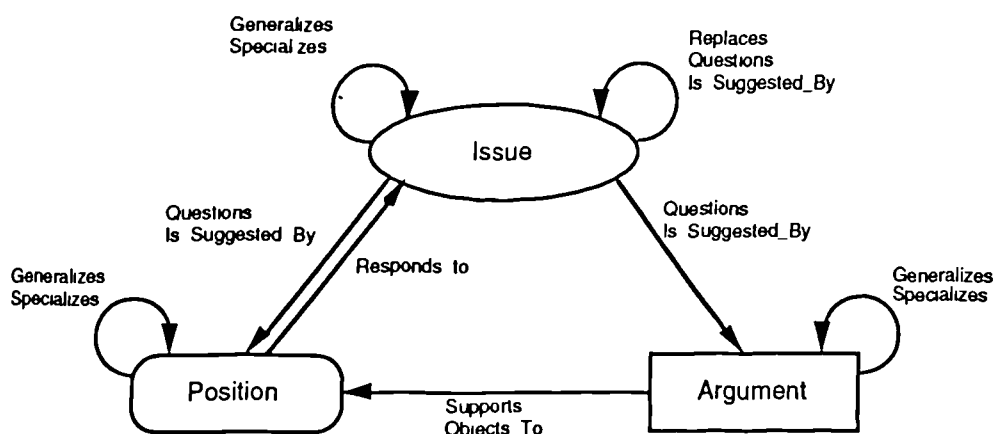 Generalizes
Specializes
Replaces
Questions
Is Suggested_By
Issue
Questions
Is Suggested By
Questions
Is Suggested_By
Responds to
Generalizes
Specializes
Generalizes
Specializes
Position
Argument
Supports
Objects To